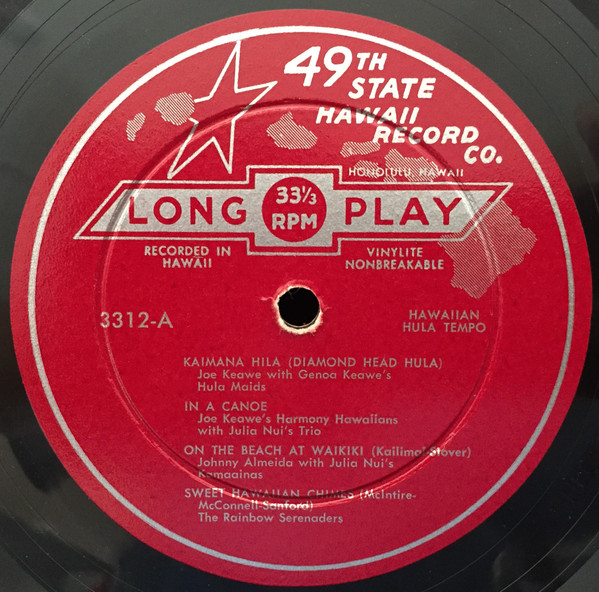 49TH
STATE
HAWAII
RECORD
CO.
HONOLULU, HAWAII
LONG PLAY
33⅓
RPM
RECORDED IN
HAWAII
VINYLITE
NONBREAKABLE
3312-A
HAWAIIAN
HULA TEMPO
KAIMANA HILA (DIAMOND HEAD HULA)
Joe Keawe with Genoa Keawe's
Hula Maids
IN A CANOE
Joe Keawe's Harmony Hawaiians
with Julia Nui's Trio
ON THE BEACH AT WAIKIKI (Kailimai-Stover)
Johnny Almeida with Julia Nui's
Kamaainas
SWEET HAWAIIAN CHIMES (McIntire-
McConnell-Sanford)
The Rainbow Serenaders